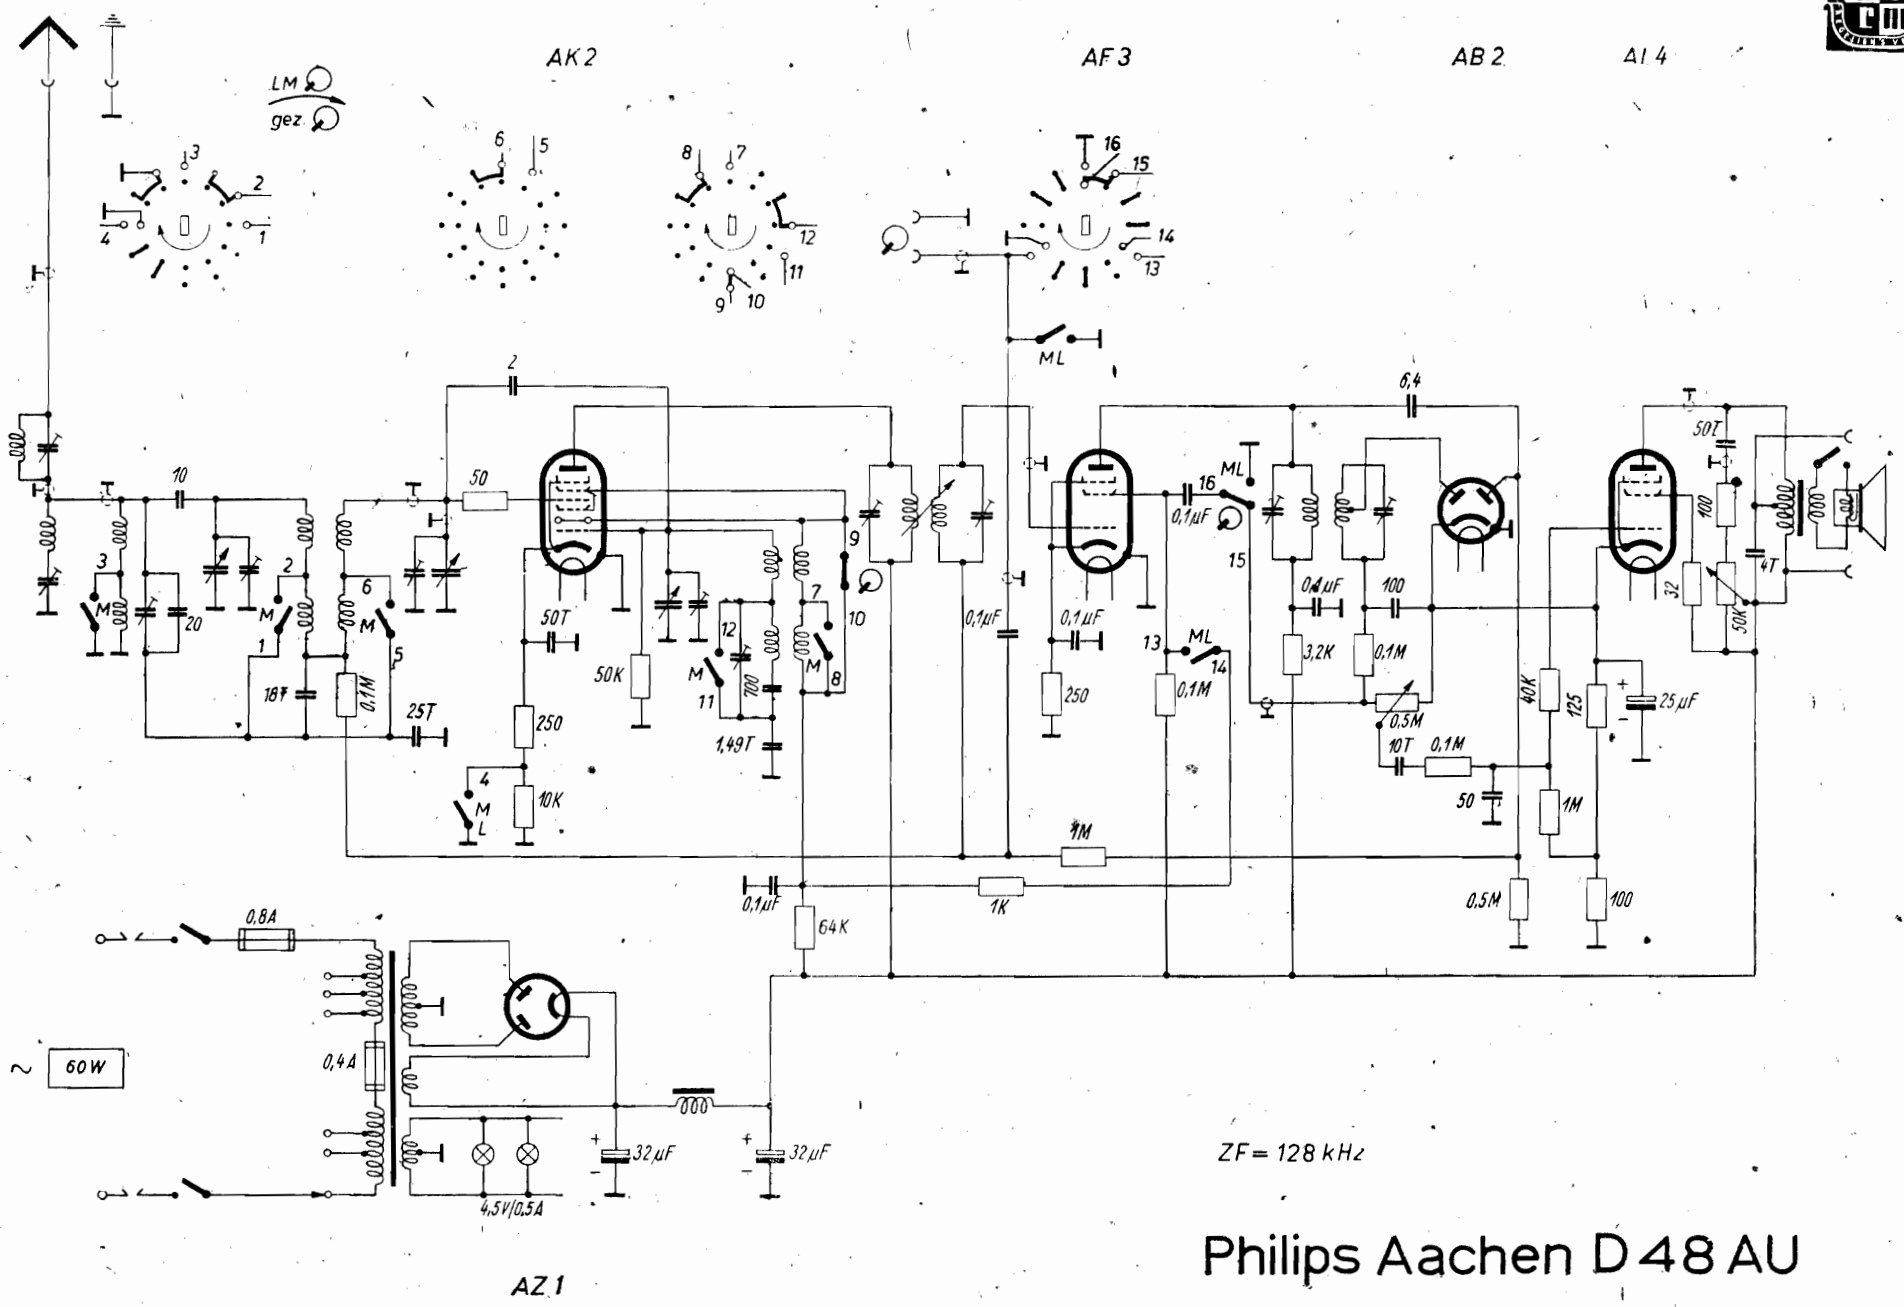 AK2
AF3
AB2
AL4
LM
gez.
3
2
4
1
6
5
8
7
12
11
9
10
16
15
14
13
ML
2
6,4
10
50
3
M
20
2
M
1
18T
6
M
5
0,1M
25T
50T
250
4
M
L
10K
50K
12
M
11
700
1,49T
9
10
7
M
8
0,1µF
64K
0,1µF
0,1µF
250
16
ML
0,1µF
15
13
ML
14
0,1M
1M
1K
0,1µF
3,2K
100
0,1M
0,5M
10T
0,1M
50
40K
1M
125
+
-
25µF
0,5M
100
32
50T
100
50K
4T
0,8A
0,4A
~
60W
4,5V/0,5A
+
-
32µF
+
-
32µF
ZF = 128 kHz
AZ1
Philips Aachen D48AU